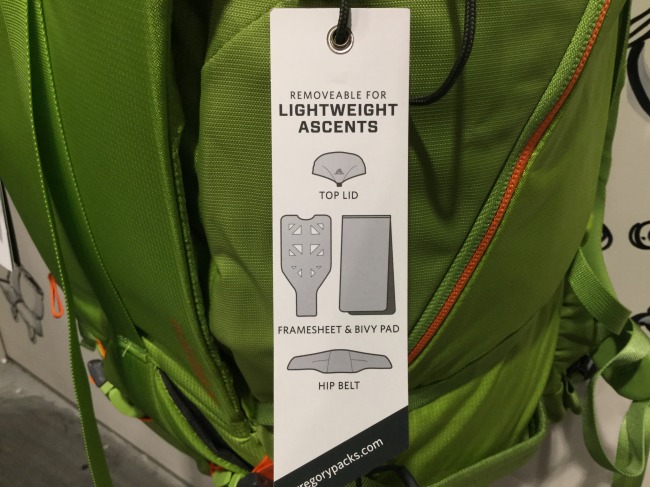 REMOVEABLE FOR
LIGHTWEIGHT
ASCENTS
TOP LID
FRAMESHEET & BIVY PAD
HIP BELT
regorypacks.com